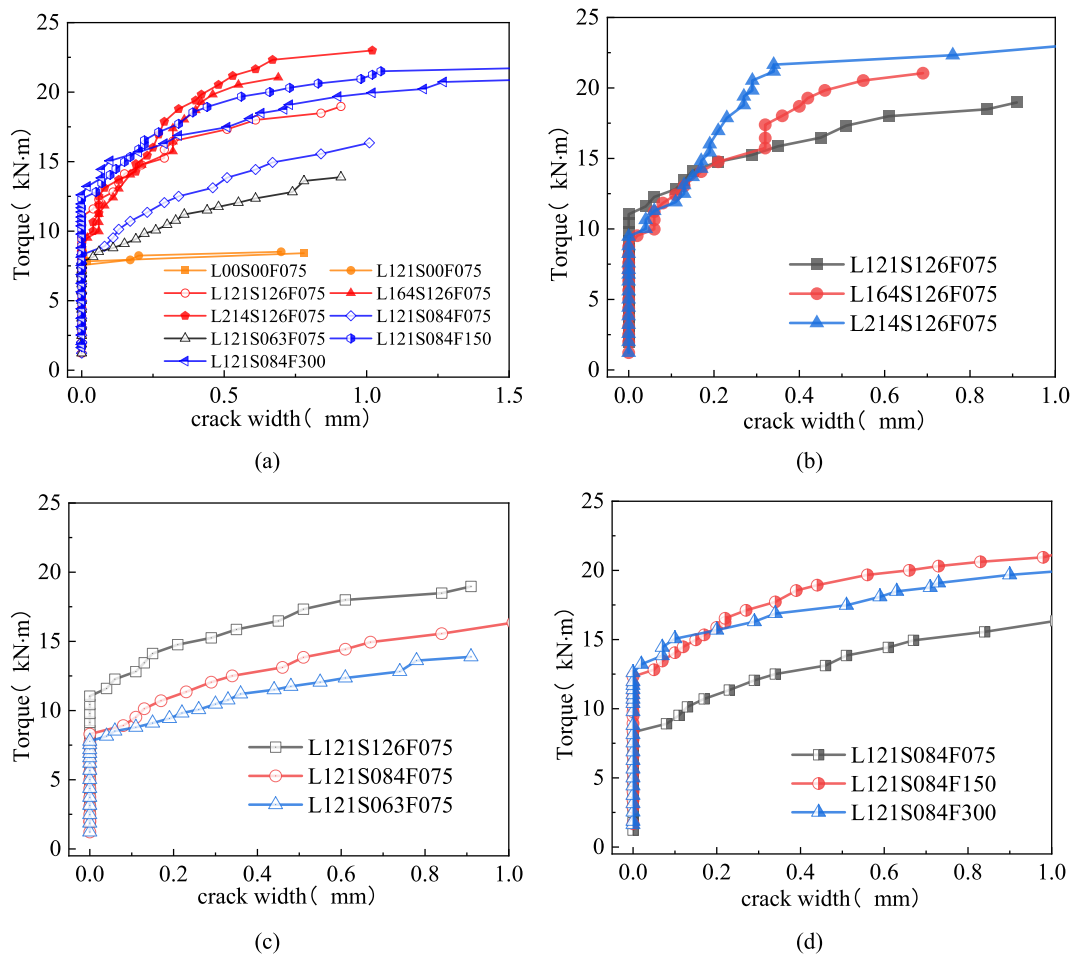 25
20
15
10
5
0
Torque( kN·m)
L00S00F075 L121S00F075
L121S126F075 L164S126F075
L214S126F075 L121S084F075
L121S063F075 L121S084F150
L121S084F300
0.0 0.5 1.0 1.5
crack width( mm)
(a)
25
20
15
10
5
0
Torque( kN·m)
L121S126F075
L164S126F075
L214S126F075
0.0 0.2 0.4 0.6 0.8 1.0
crack width( mm)
(b)
25
20
15
10
5
0
Torque( kN·m)
L121S126F075
L121S084F075
L121S063F075
0.0 0.2 0.4 0.6 0.8 1.0
crack width( mm)
(c)
25
20
15
10
5
0
Torque( kN·m)
L121S084F075
L121S084F150
L121S084F300
0.0 0.2 0.4 0.6 0.8 1.0
crack width( mm)
(d)